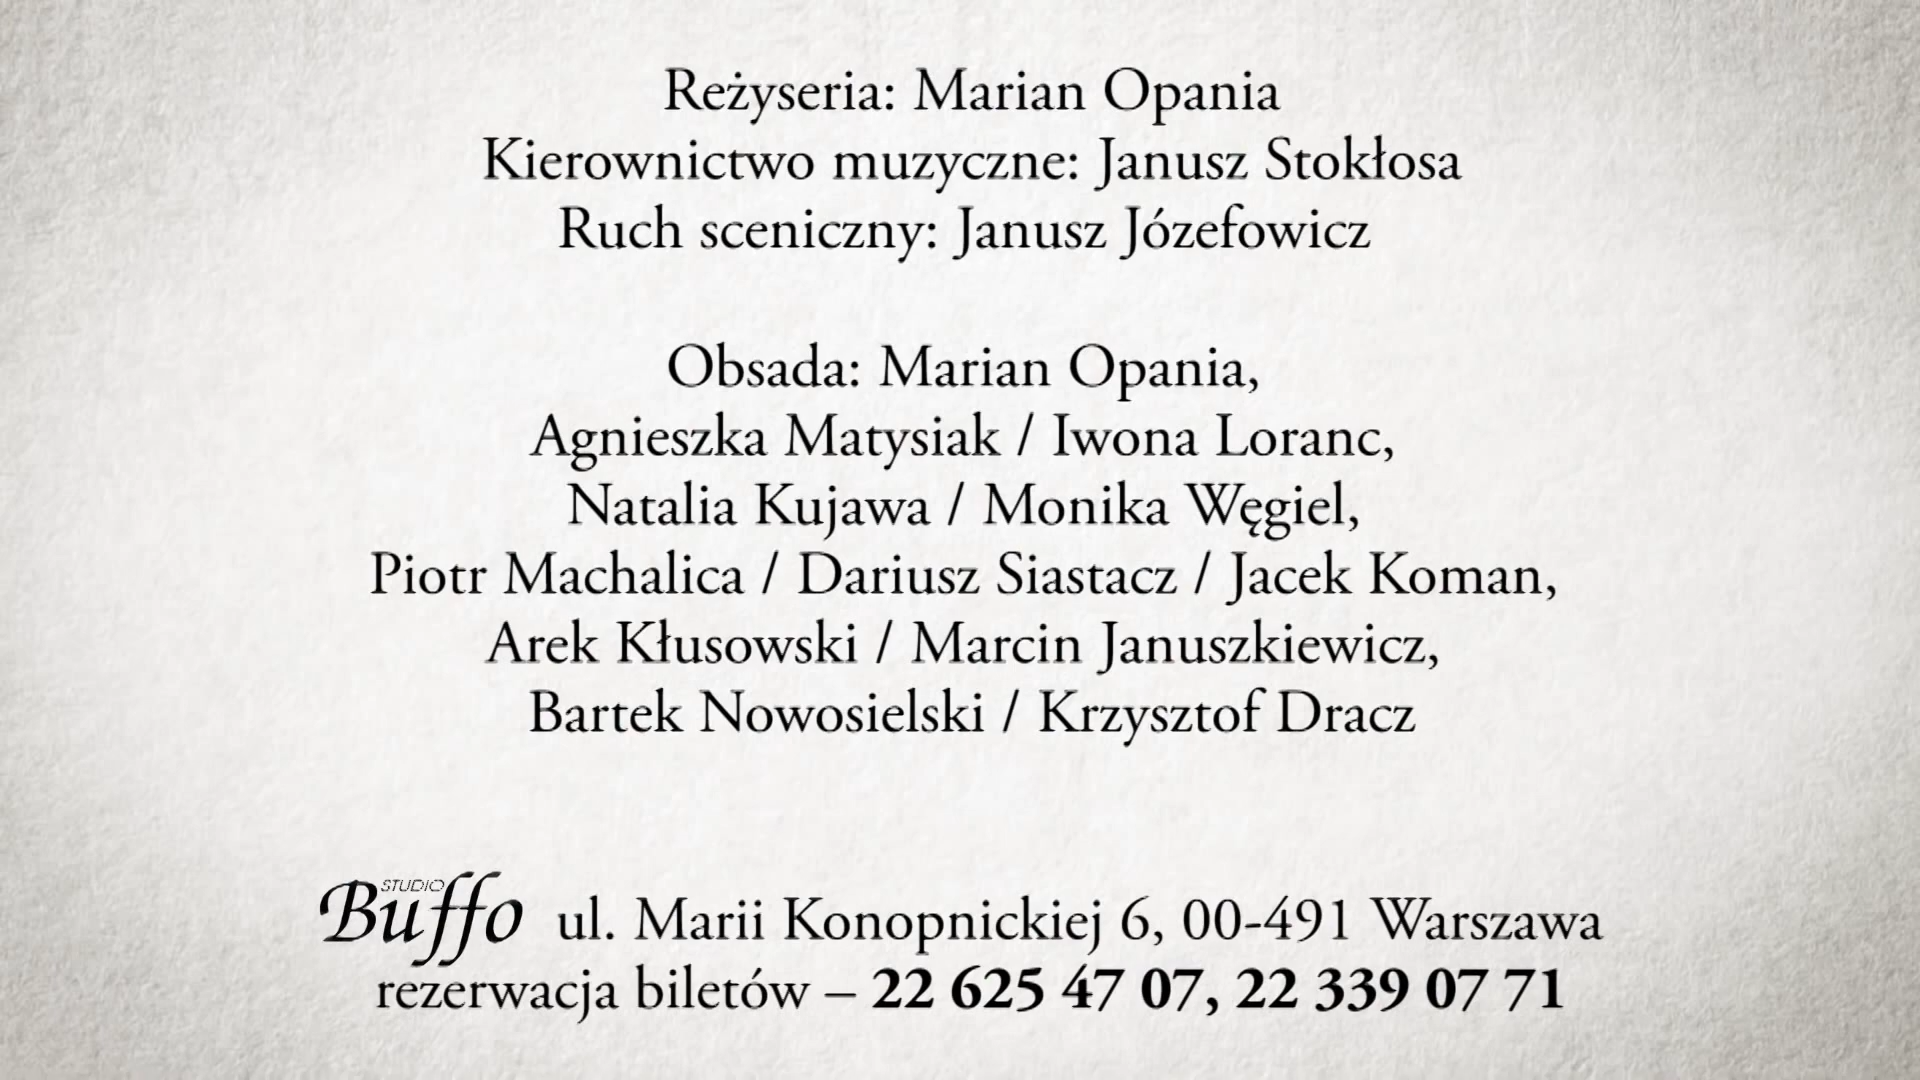 Reżyseria: Marian Opania
Kierownictwo muzyczne: Janusz Stokłosa
Ruch sceniczny: Janusz Józefowicz
Obsada: Marian Opania,
Agnieszka Matysiak / Iwona Loranc,
Natalia Kujawa / Monika Węgiel,
Piotr Machalica / Dariusz Siastacz / Jacek Koman,
Arek Kłusowski / Marcin Januszkiewicz,
Bartek Nowosielski / Krzysztof Dracz
STUDIO
Buffo ul. Marii Konopnickiej 6, 00-491 Warszawa
rezerwacja biletów – 22 625 47 07, 22 339 07 71